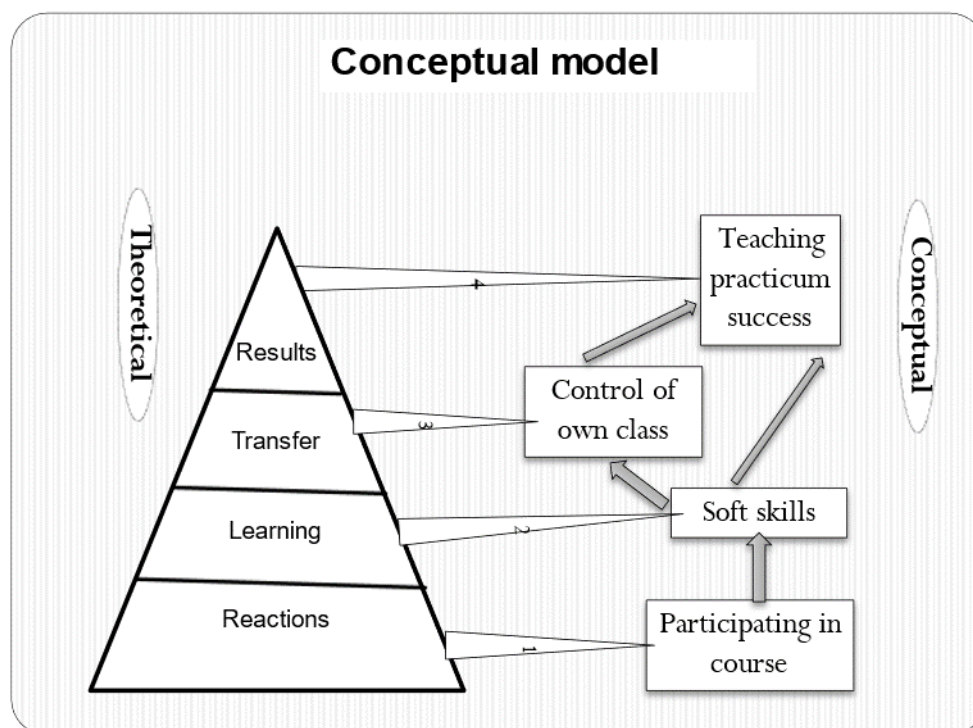 Conceptual model
Theoretical
Conceptual
Results
Transfer
Learning
Reactions
4
3
2
1
Teaching
practicum
success
Control of
own class
Soft skills
Participating in
course